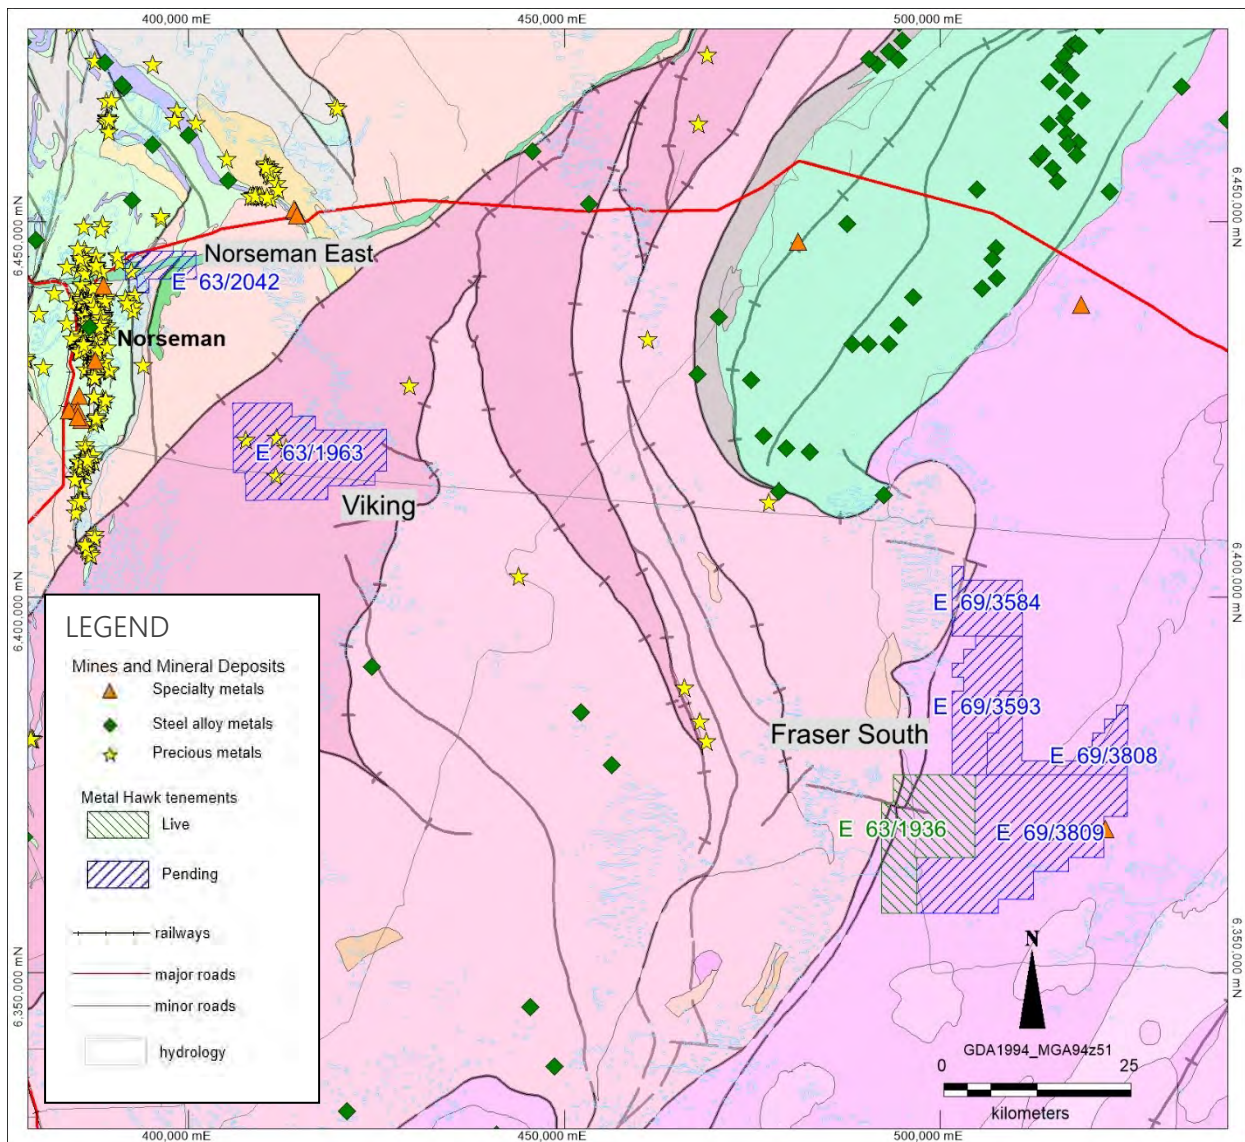 400,000 mE
450,000 mE
500,000 mE
6,450,000 mN
6,450,000 mN
Norseman East
E 63/2042
Norseman
E 63/1963
Viking
6,400,000 mN
6,400,000 mN
E 69/3584
E 69/3593
Fraser South
E 69/3808
E 63/1936
E 69/3809
LEGEND
Mines and Mineral Deposits
Specialty metals
Steel alloy metals
Precious metals
Metal Hawk tenements
Live
Pending
railways
major roads
minor roads
hydrology
6,350,000 mN
6,350,000 mN
N
GDA1994_MGA94z51
0 25
kilometers
400,000 mE
450,000 mE
500,000 mE